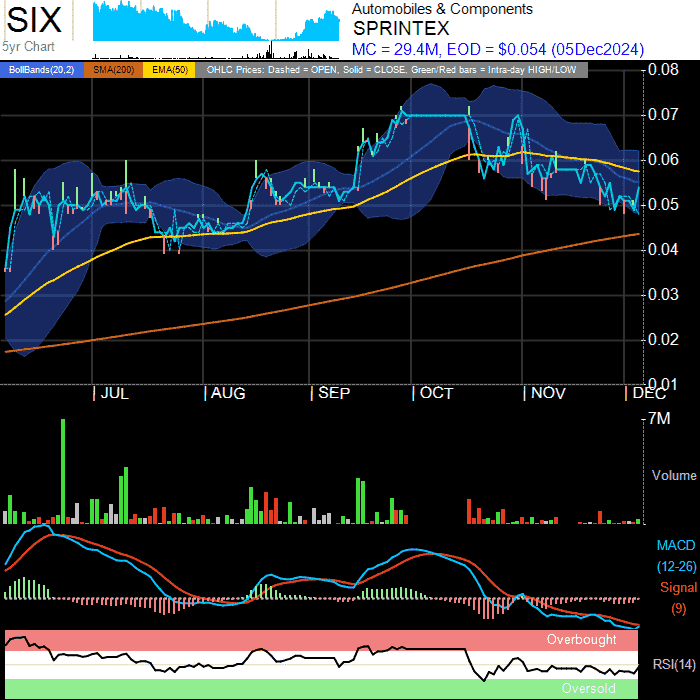 SIX
5yr Chart
Automobiles & Components
SPRINTEX
MC = 29.4M, EOD = $0.054 (05Dec2024)
BollBands(20,2) SMA(200) EMA(50) OHLC Prices: Dashed = OPEN, Solid = CLOSE, Green/Red bars = Intra-day HIGH/LOW
0.08
0.07
0.06
0.05
0.04
0.03
0.02
0.01
JUL AUG SEP OCT NOV DEC
7M
Volume
MACD
(12-26)
Signal
(9)
Overbought
RSI(14)
Oversold